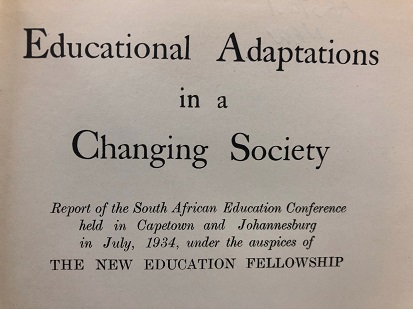 Educational Adaptations
in a
Changing Society
Report of the South African Education Conference
held in Capetown and Johannesburg
in July, 1934, under the auspices of
THE NEW EDUCATION FELLOWSHIP